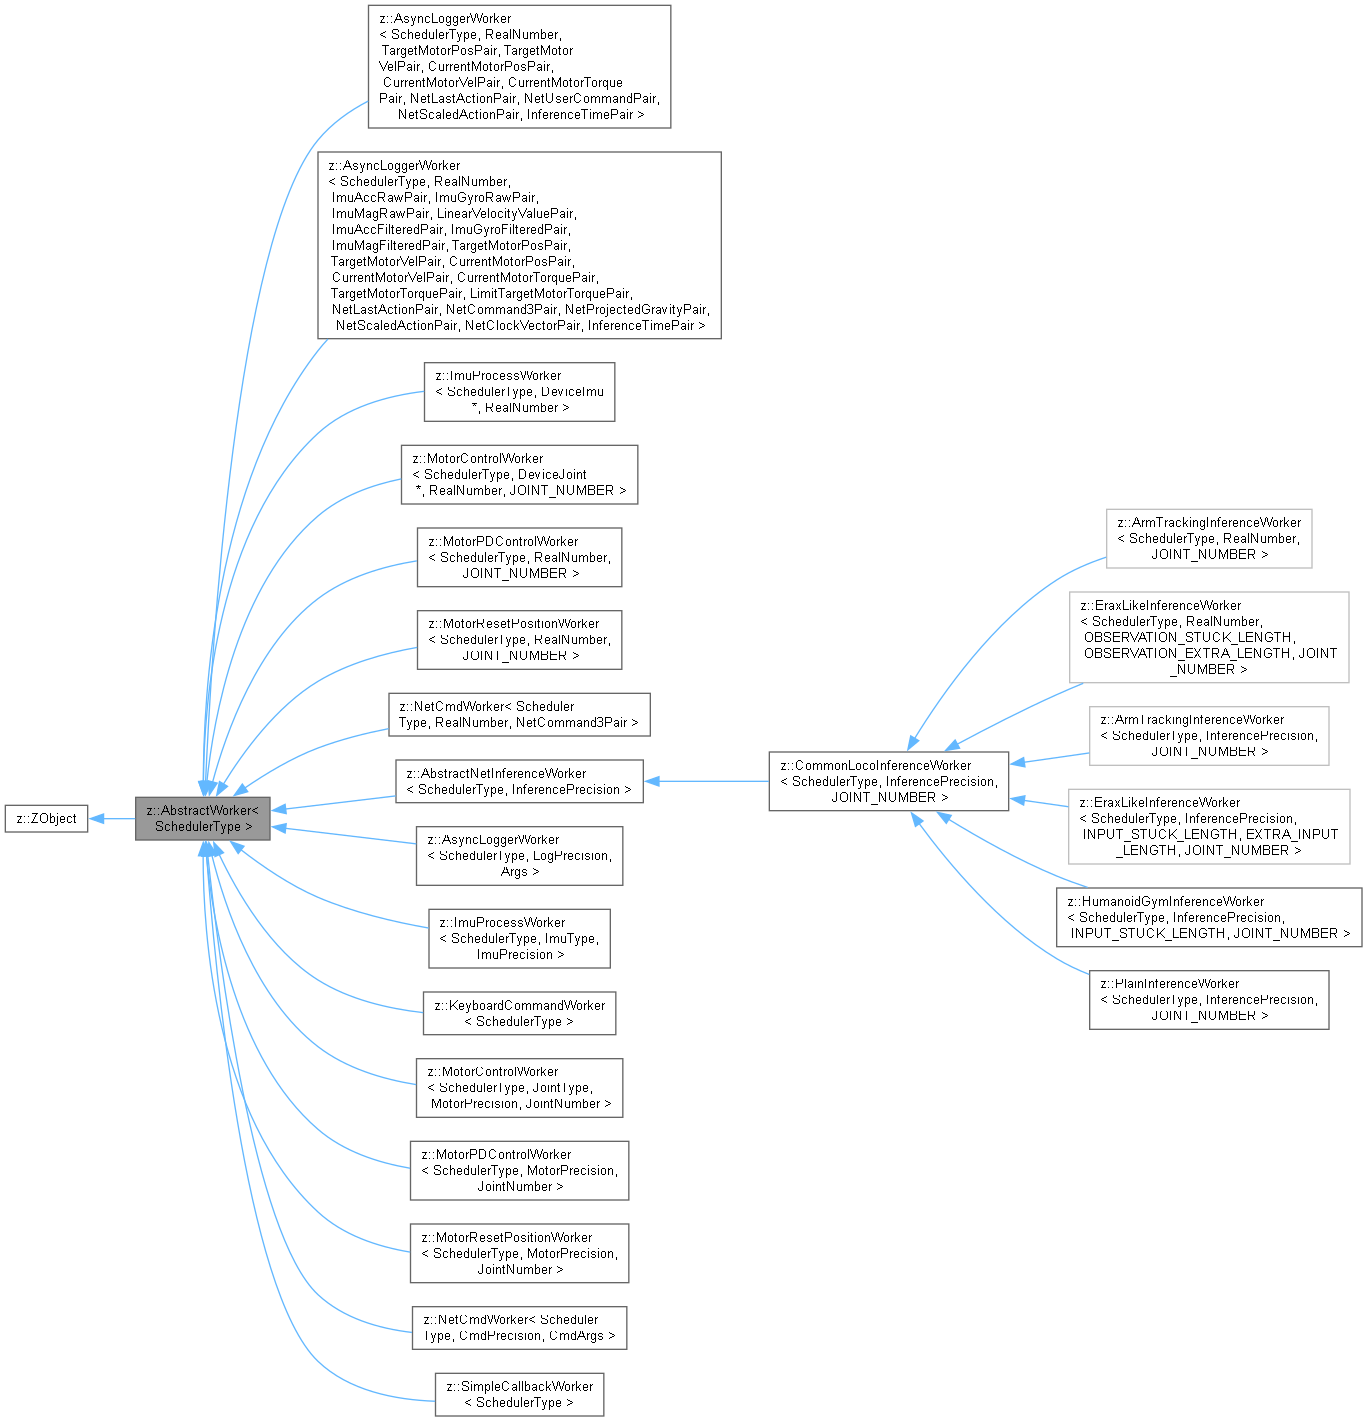 z::AsyncLoggerWorker
< SchedulerType, RealNumber,
TargetMotorPosPair, TargetMotor
VelPair, CurrentMotorPosPair,
CurrentMotorVelPair, CurrentMotorTorque
Pair, NetLastActionPair, NetUserCommandPair,
NetScaledActionPair, InferenceTimePair >
z::AsyncLoggerWorker
< SchedulerType, RealNumber,
ImuAccRawPair, ImuGyroRawPair,
ImuMagRawPair, LinearVelocityValuePair,
ImuAccFilteredPair, ImuGyroFilteredPair,
ImuMagFilteredPair, TargetMotorPosPair,
TargetMotorVelPair, CurrentMotorPosPair,
CurrentMotorVelPair, CurrentMotorTorquePair,
TargetMotorTorquePair, LimitTargetMotorTorquePair,
NetLastActionPair, NetCommand3Pair, NetProjectedGravityPair,
NetScaledActionPair, NetClockVectorPair, InferenceTimePair >
z::ImuProcessWorker
< SchedulerType, DeviceImu
*, RealNumber >
z::MotorControlWorker
< SchedulerType, DeviceJoint
*, RealNumber, JOINT_NUMBER >
z::MotorPDControlWorker
< SchedulerType, RealNumber,
JOINT_NUMBER >
z::MotorResetPositionWorker
< SchedulerType, RealNumber,
JOINT_NUMBER >
z::NetCmdWorker< Scheduler
Type, RealNumber, NetCommand3Pair >
z::AbstractNetInferenceWorker
< SchedulerType, InferencePrecision >
z::ZObject
z::AbstractWorker<
SchedulerType >
z::AsyncLoggerWorker
< SchedulerType, LogPrecision,
Args >
z::ImuProcessWorker
< SchedulerType, ImuType,
ImuPrecision >
z::KeyboardCommandWorker
< SchedulerType >
z::MotorControlWorker
< SchedulerType, JointType,
MotorPrecision, JointNumber >
z::MotorPDControlWorker
< SchedulerType, MotorPrecision,
JointNumber >
z::MotorResetPositionWorker
< SchedulerType, MotorPrecision,
JointNumber >
z::NetCmdWorker< Scheduler
Type, CmdPrecision, CmdArgs >
z::SimpleCallbackWorker
< SchedulerType >
z::CommonLocoInferenceWorker
< SchedulerType, InferencePrecision,
JOINT_NUMBER >
z::ArmTrackingInferenceWorker
< SchedulerType, RealNumber,
JOINT_NUMBER >
z::EraxLikeInferenceWorker
< SchedulerType, RealNumber,
OBSERVATION_STUCK_LENGTH,
OBSERVATION_EXTRA_LENGTH, JOINT
_NUMBER >
z::ArmTrackingInferenceWorker
< SchedulerType, InferencePrecision,
JOINT_NUMBER >
z::EraxLikeInferenceWorker
< SchedulerType, InferencePrecision,
INPUT_STUCK_LENGTH, EXTRA_INPUT
_LENGTH, JOINT_NUMBER >
z::HumanoidGymInferenceWorker
< SchedulerType, InferencePrecision,
INPUT_STUCK_LENGTH, JOINT_NUMBER >
z::PlainInferenceWorker
< SchedulerType, InferencePrecision,
JOINT_NUMBER >